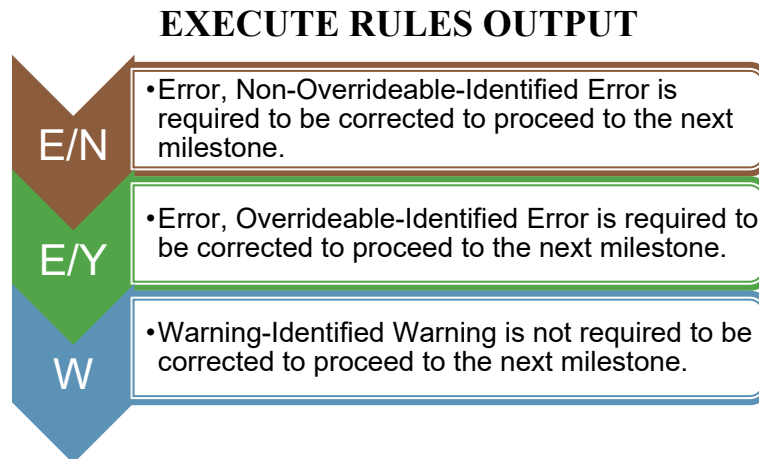 EXECUTE RULES OUTPUT
E/N
•Error, Non-Overrideable-Identified Error is
required to be corrected to proceed to the next
milestone.
E/Y
•Error, Overrideable-Identified Error is required to
be corrected to proceed to the next milestone.
W
•Warning-Identified Warning is not required to be
corrected to proceed to the next milestone.